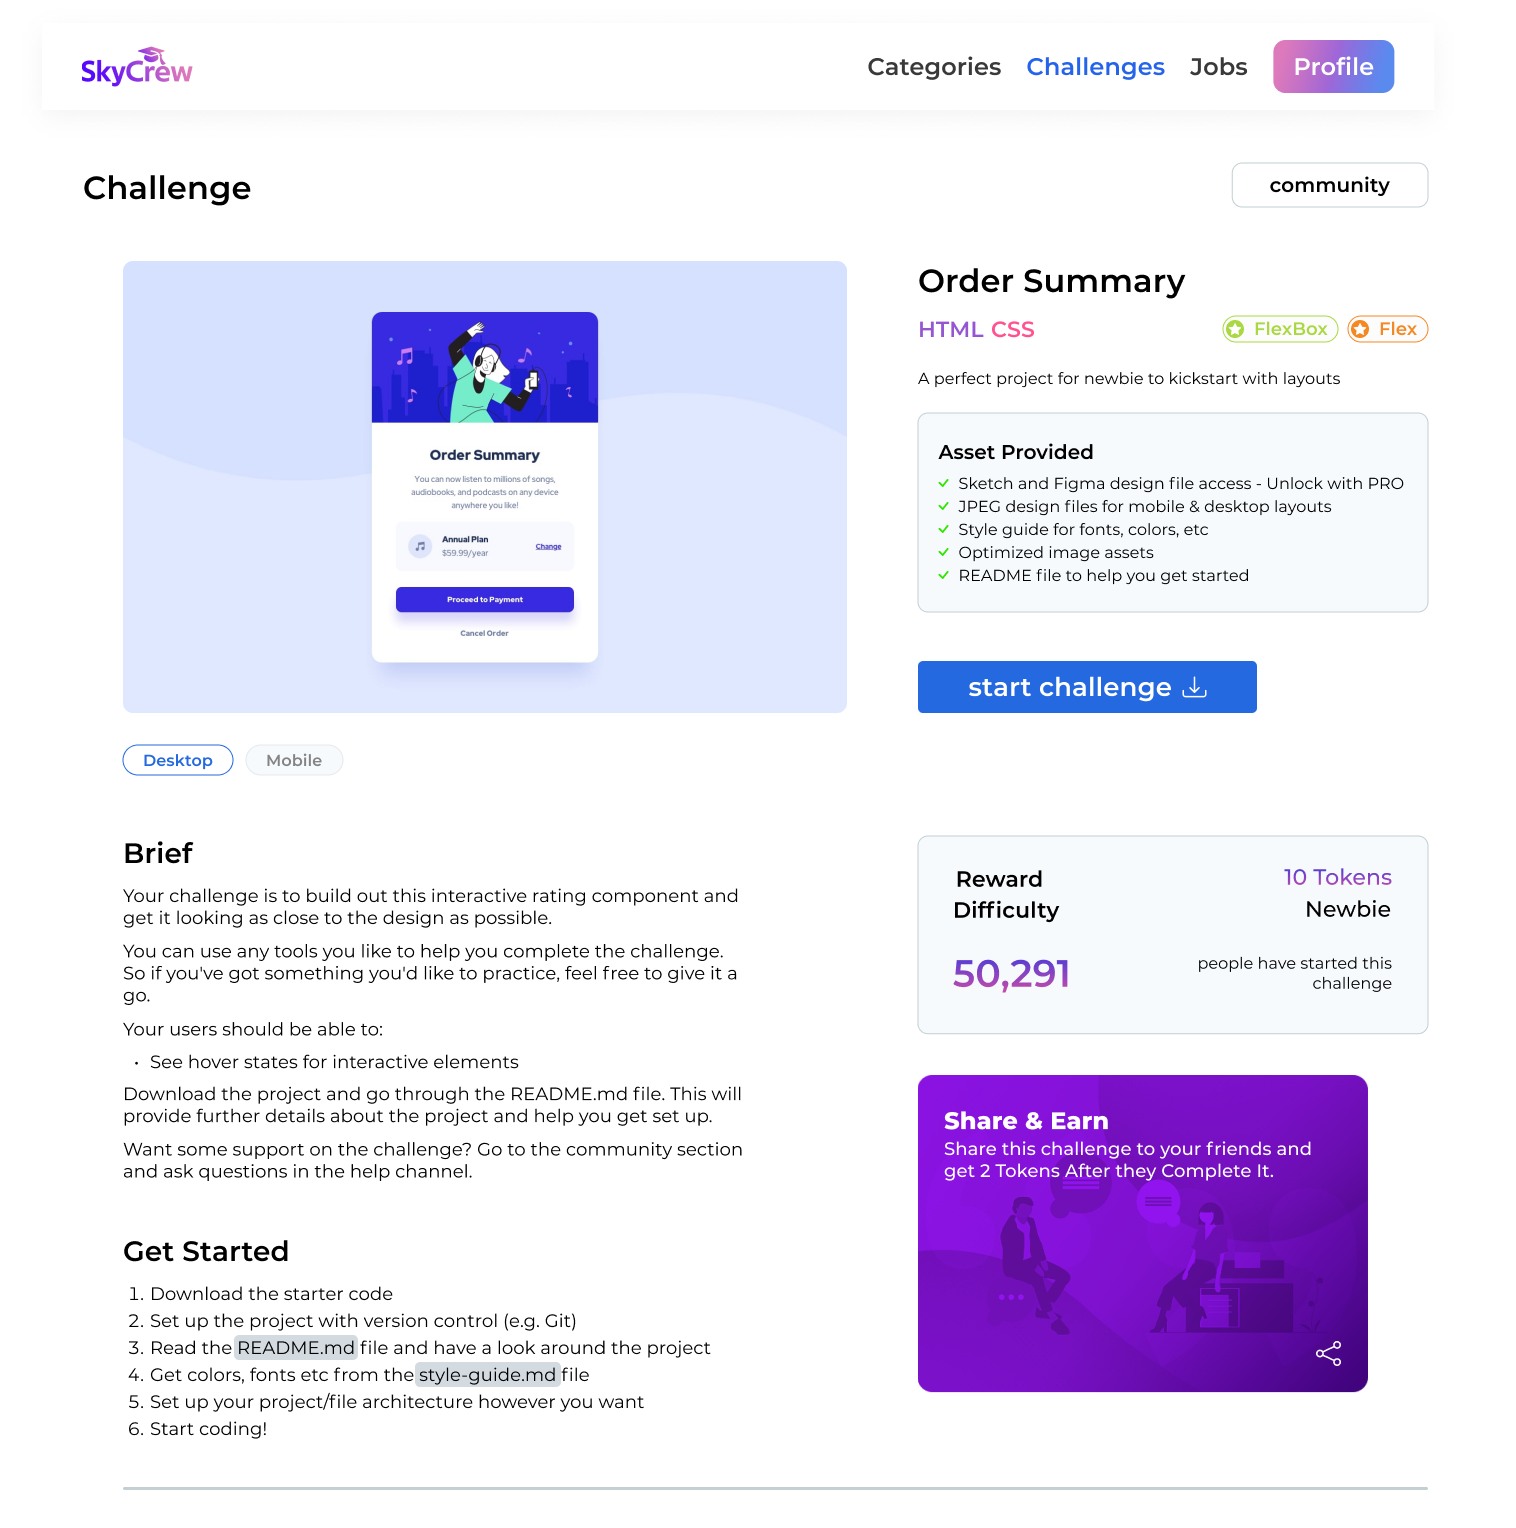 SkyCrew
Categories Challenges Jobs Profile
Challenge
community
Order Summary
You can now listen to millions of songs,
audiobooks, and podcasts on any device
anywhere you like!
Annual Plan
$59.99/year
Change
Proceed to Payment
Cancel Order
Desktop Mobile
Order Summary
HTML CSS
FlexBox Flex
A perfect project for newbie to kickstart with layouts
Asset Provided
Sketch and Figma design file access - Unlock with PRO
JPEG design files for mobile & desktop layouts
Style guide for fonts, colors, etc
Optimized image assets
README file to help you get started
start challenge
Brief
Your challenge is to build out this interactive rating component and
get it looking as close to the design as possible.
You can use any tools you like to help you complete the challenge.
So if you've got something you'd like to practice, feel free to give it a
go.
Your users should be able to:
• See hover states for interactive elements
Download the project and go through the README.md file. This will
provide further details about the project and help you get set up.
Want some support on the challenge? Go to the community section
and ask questions in the help channel.
Get Started
1. Download the starter code
2. Set up the project with version control (e.g. Git)
3. Read the README.md file and have a look around the project
4. Get colors, fonts etc from the style-guide.md file
5. Set up your project/file architecture however you want
6. Start coding!
Reward 10 Tokens
Difficulty Newbie
50,291
people have started this
challenge
Share & Earn
Share this challenge to your friends and
get 2 Tokens After they Complete It.